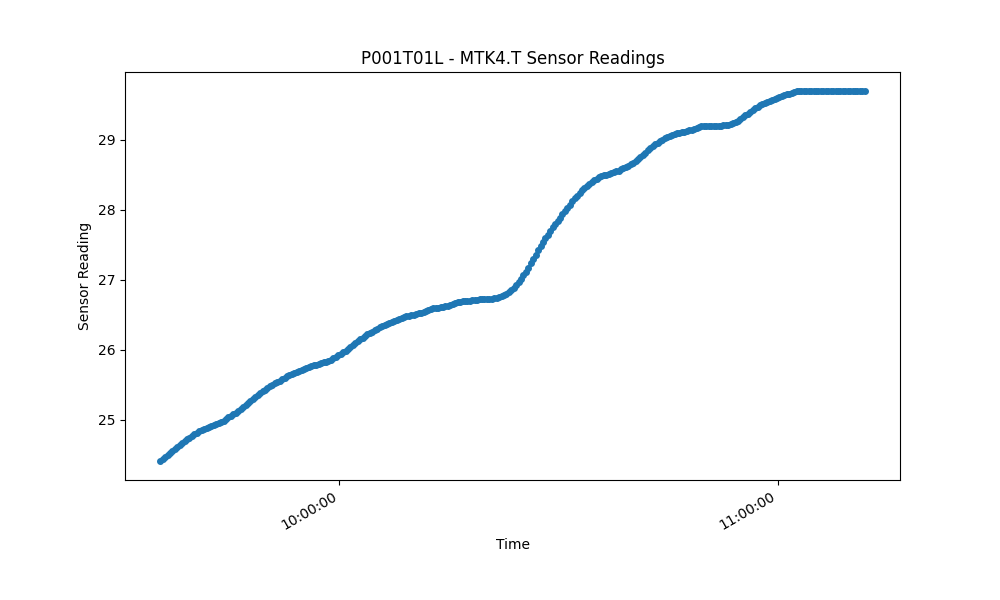 P001T01L - MTK4.T Sensor Readings
29
28
27
26
25
Sensor Reading
10:00:00
11:00:00
Time